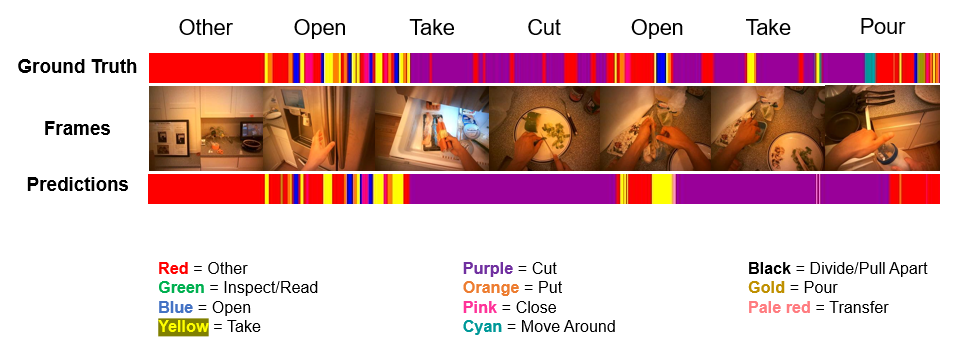 Other Open Take Cut Open Take Pour
Ground Truth
Frames
Predictions
Red = Other
Green = Inspect/Read
Blue = Open
Yellow = Take
Purple = Cut
Orange = Put
Pink = Close
Cyan = Move Around
Black = Divide/Pull Apart
Gold = Pour
Pale red = Transfer